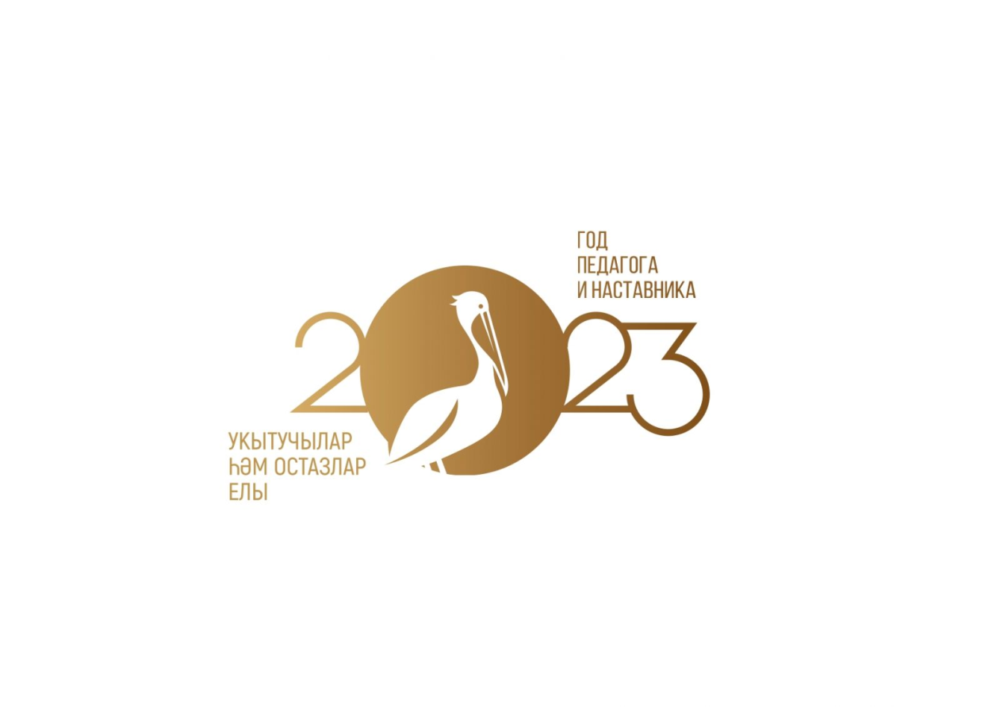 ГОД
ПЕДАГОГА
И НАСТАВНИКА
2023
УКЫТУЧЫЛАР
ҺӘМ ОСТАЗЛАР
ЕЛЫ